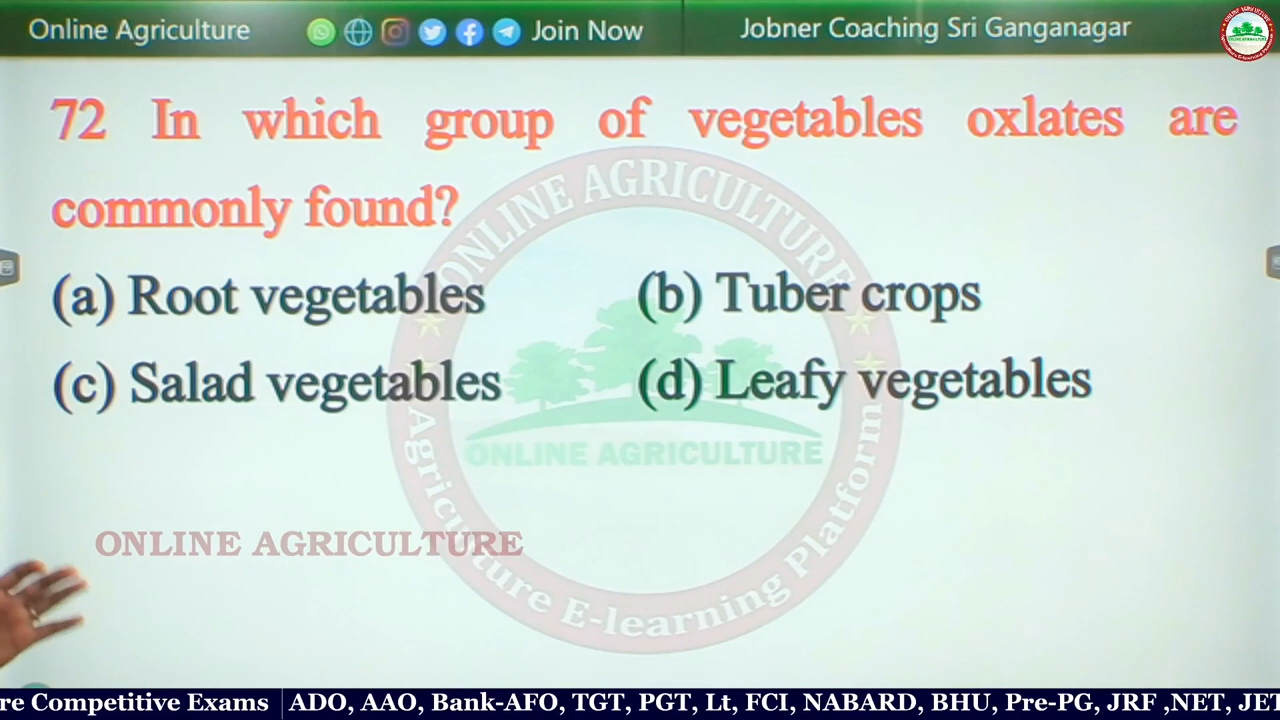 Online Agriculture Join Now Jobner Coaching Sri Ganganagar
72 In which group of vegetables oxlates are
commonly found?
(a) Root vegetables (b) Tuber crops
(c) Salad vegetables (d) Leafy vegetables
ONLINE AGRICULTURE
ONLINE AGRICULTURE
Agriculture E-learning Platform
ONLINE AGRICULTURE
re Competitive Exams ADO, AAO, Bank-AFO, TGT, PGT, Lt, FCI, NABARD, BHU, Pre-PG, JRF ,NET, JET